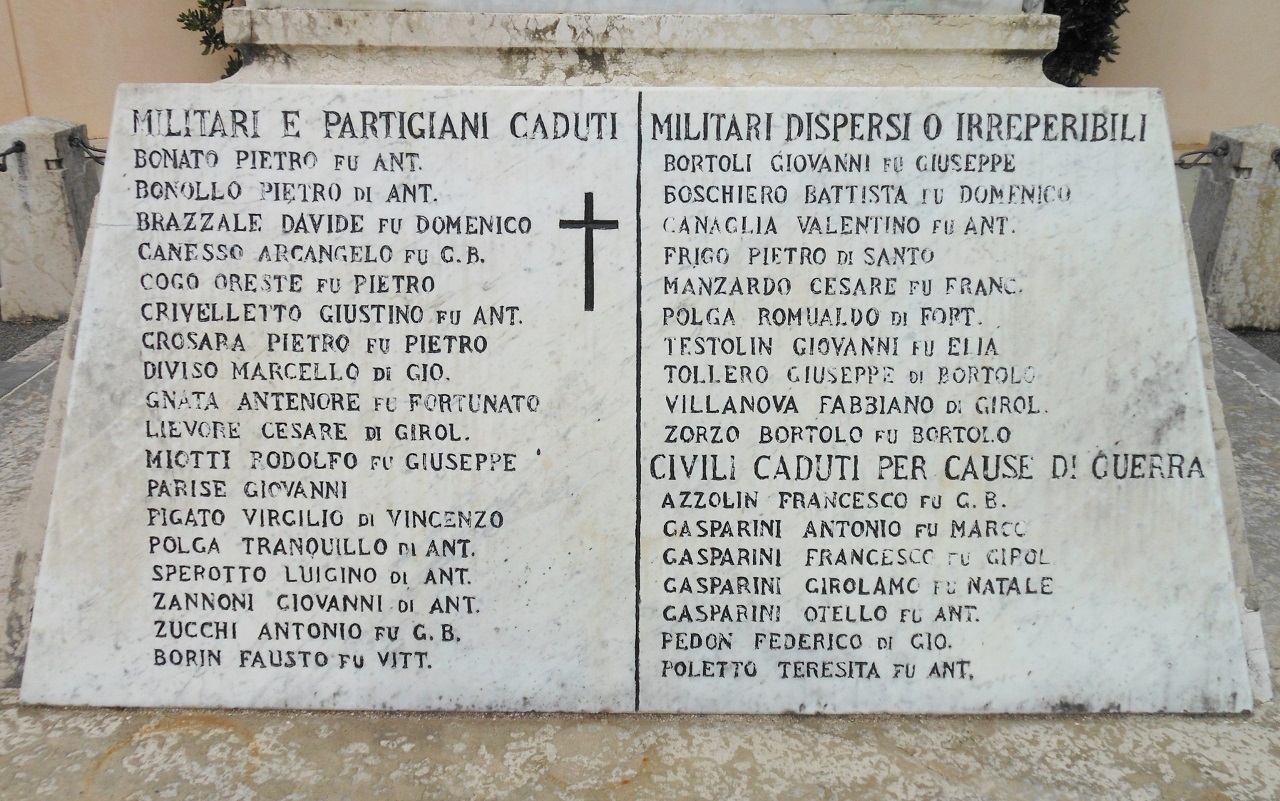 MILITARI E PARTIGIANI CADUTI
BONATO PIETRO FU ANT.
BONOLLO PIETRO DI ANT.
BRAZZALE DAVIDE FU DOMENICO
CANESSO ARCANGELO FU G.B.
COGO ORESTE FU PIETRO
CRIVELLETTO GIUSTINO FU ANT.
CROSARA PIETRO FU PIETRO
DIVISO MARCELLO DI GIO.
GNATA ANTENORE FU FORTUNATO
LIEVORE CESARE DI GIROL.
MIOTTI RODOLFO FU GIUSEPPE
PARISE GIOVANNI
PIGATO VIRGILIO DI VINCENZO
POLGA TRANQUILLO DI ANT.
SPEROTTO LUIGINO DI ANT.
ZANNONI GIOVANNI DI ANT.
ZUCCHI ANTONIO FU G.B.
BORIN FAUSTO FU VITT.
MILITARI DISPERSI O IRREPERIBILI
BORTOLI GIOVANNI FU GIUSEPPE
BOSCHIERO BATTISTA FU DOMENICO
CANAGLIA VALENTINO FU ANT.
FRIGO PIETRO DI SANTO
MANZARDO CESARE FU FRANC.
POLGA ROMUALDO DI FORT.
TESTOLIN GIOVANNI FU ELIA
TOLLERO GIUSEPPE DI BORTOLO
VILLANOVA FABBIANO DI GIROL.
ZORZO BORTOLO FU BORTOLO
CIVILI CADUTI PER CAUSE DI GUERRA
AZZOLIN FRANCESCO FU G.B.
GASPARINI ANTONIO FU MARCO
GASPARINI FRANCESCO FU GIROL
GASPARINI GIROLAMO FU NATALE
GASPARINI OTELLO FU ANT.
PEDON FEDERICO DI GIO.
POLETTO TERESITA FU ANT.